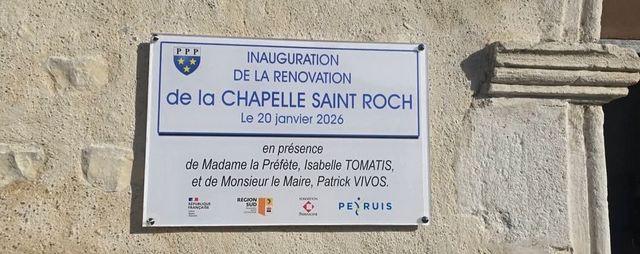 P P P
INAUGURATION
DE LA RENOVATION
de la CHAPELLE SAINT ROCH
Le 20 janvier 2026
en présence
de Madame la Préfète, Isabelle TOMATIS,
et de Monsieur le Maire, Patrick VIVOS.
RÉPUBLIQUE
FRANÇAISE
RÉGION
SUD
FONDATION
PEYRUIS